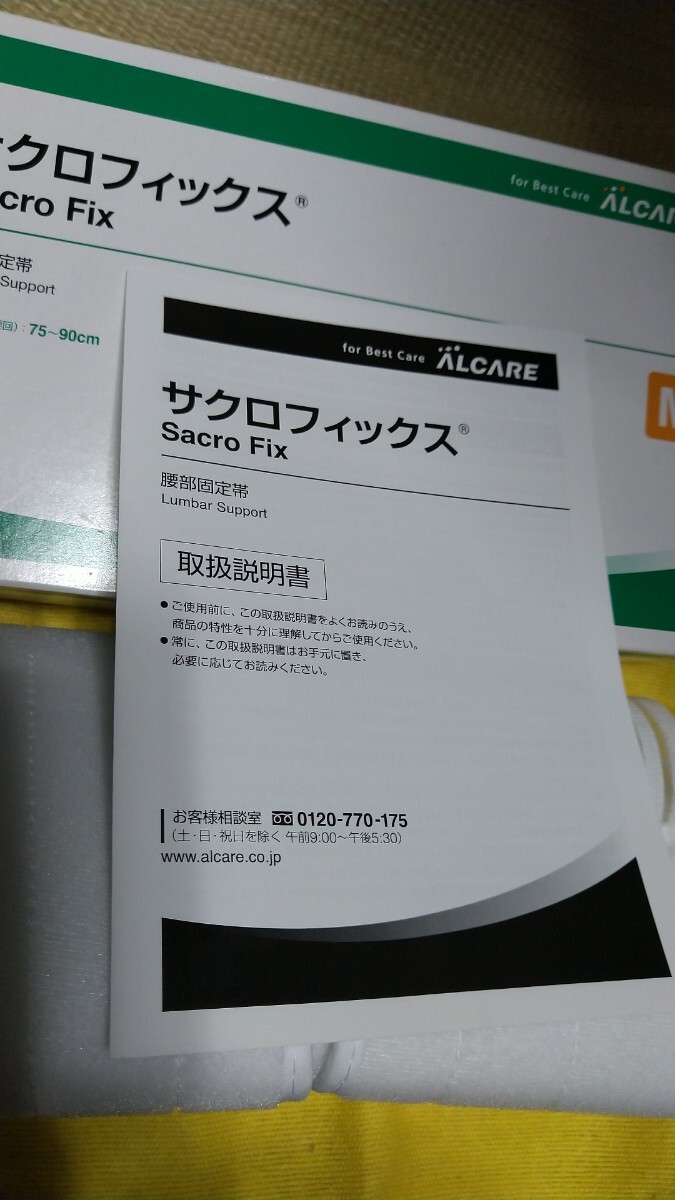 クロフィックス®
cro Fix
for Best Care ALCAR
定帯
Support
回）：75～90cm
M
for Best Care ALCARE
サクロフィックス®
Sacro Fix
腰部固定帯
Lumbar Support
取扱説明書
●ご使用前に、この取扱説明書をよくお読みのうえ、
商品の特性を十分に理解してからご使用ください。
●常に、この取扱説明書はお手元に置き、
必要に応じてお読みください。
お客様相談室 0120-770-175
（土・日・祝日を除く 午前9:00～午後5:30）
www.alcare.co.jp